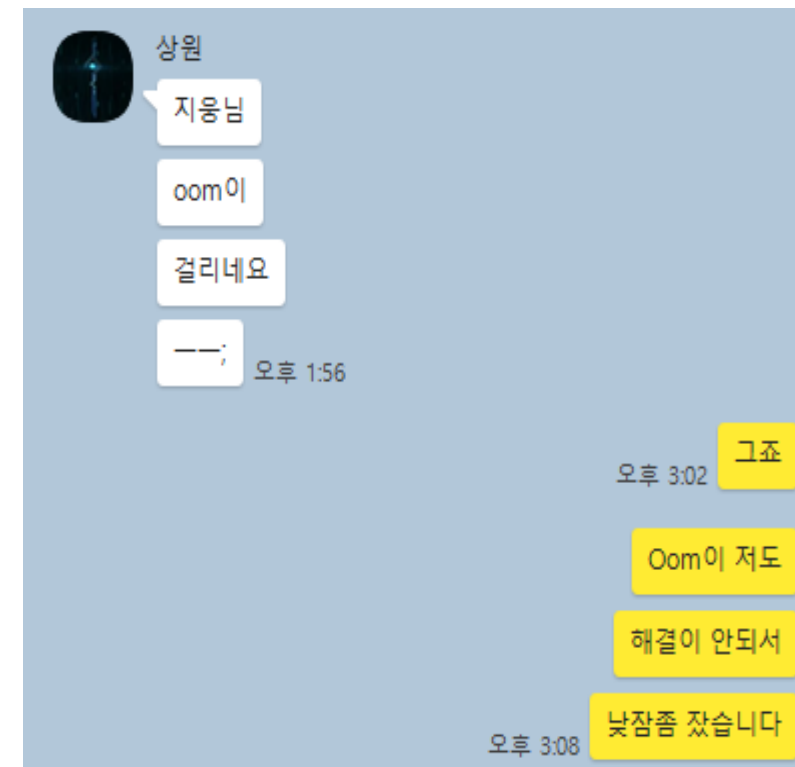 상원
지웅님
oom이
걸리네요
ㅡㅡ;
오후 1:56
그죠
오후 3:02
Oom이 저도
해결이 안되서
낮잠좀 잤습니다
오후 3:08